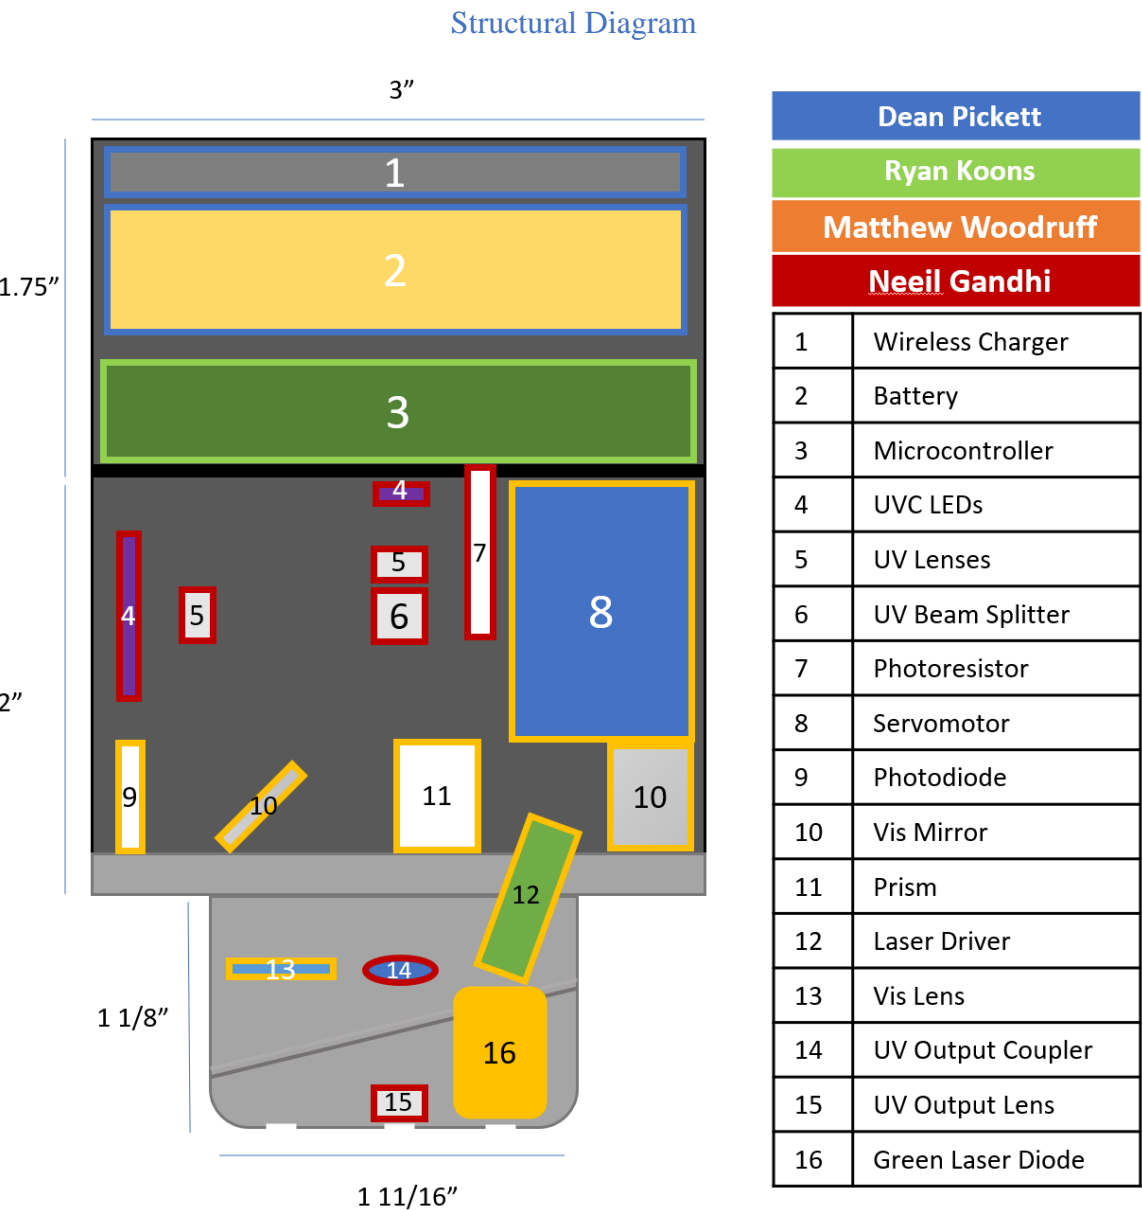 Structural Diagram
3”
1
2
1.75”
3
4
7
5
8
4
5
6
2”
9
10
11
10
12
13
14
1 1/8”
16
15
1 11/16”
Dean Pickett
Ryan Koons
Matthew Woodruff
Neeil Gandhi
1 Wireless Charger
2 Battery
3 Microcontroller
4 UVC LEDs
5 UV Lenses
6 UV Beam Splitter
7 Photoresistor
8 Servomotor
9 Photodiode
10 Vis Mirror
11 Prism
12 Laser Driver
13 Vis Lens
14 UV Output Coupler
15 UV Output Lens
16 Green Laser Diode